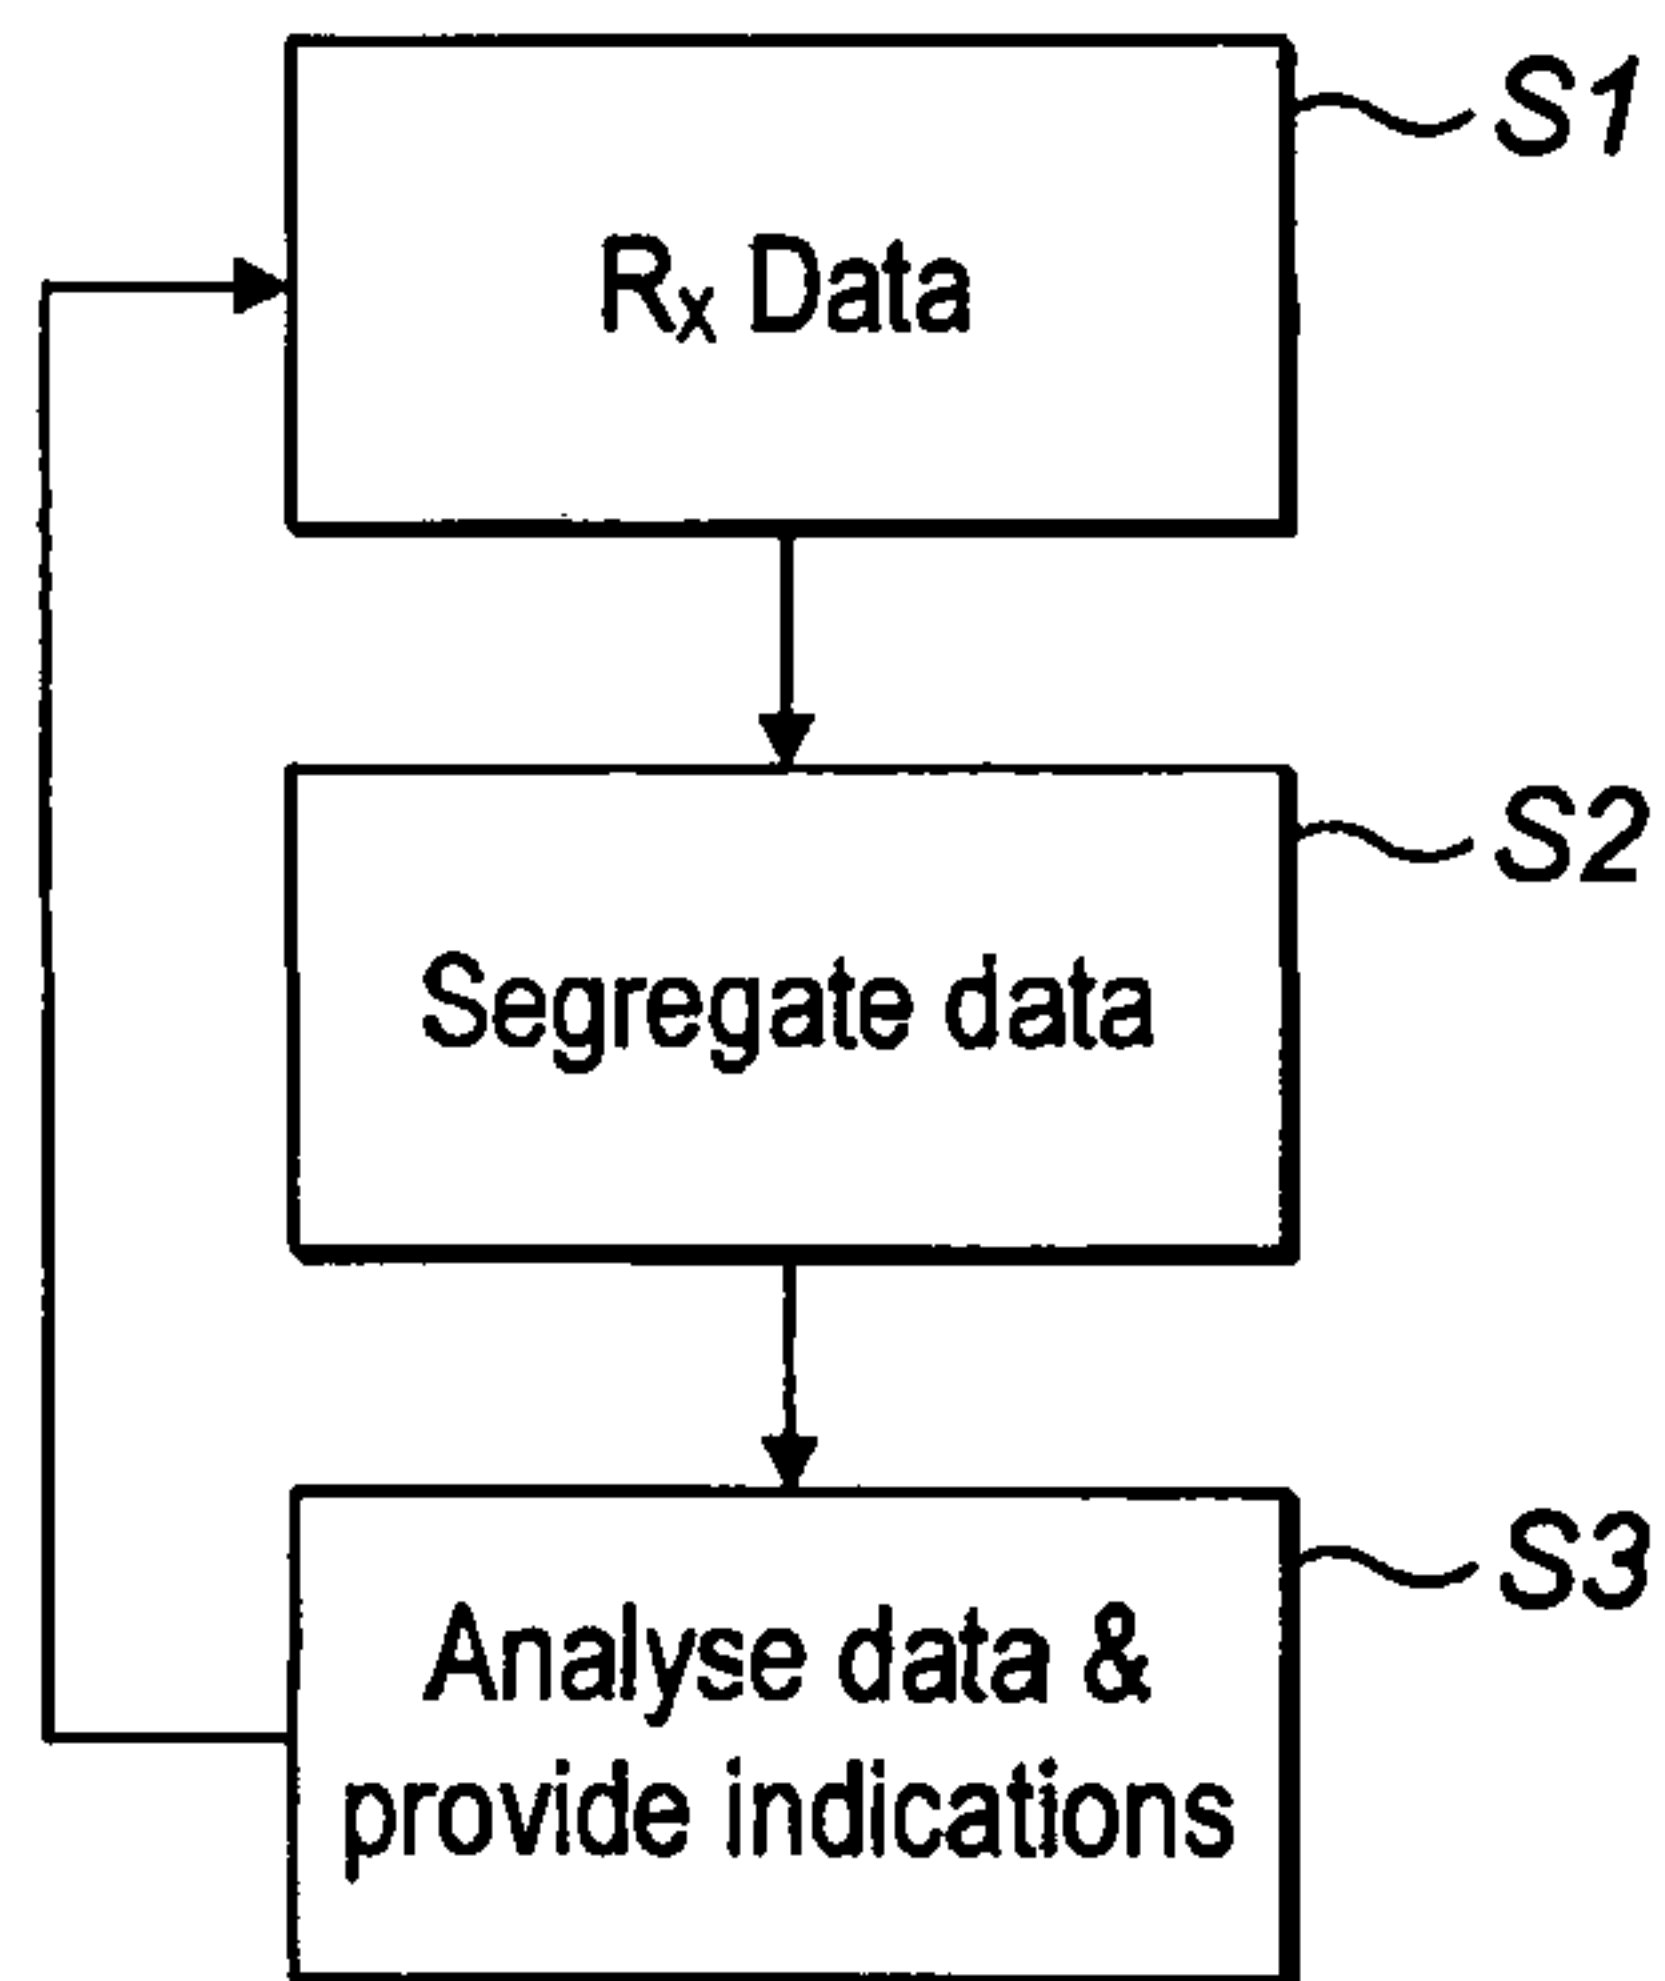 S1
Rx Data
S2
Segregate data
S3
Analyse data &
provide indications